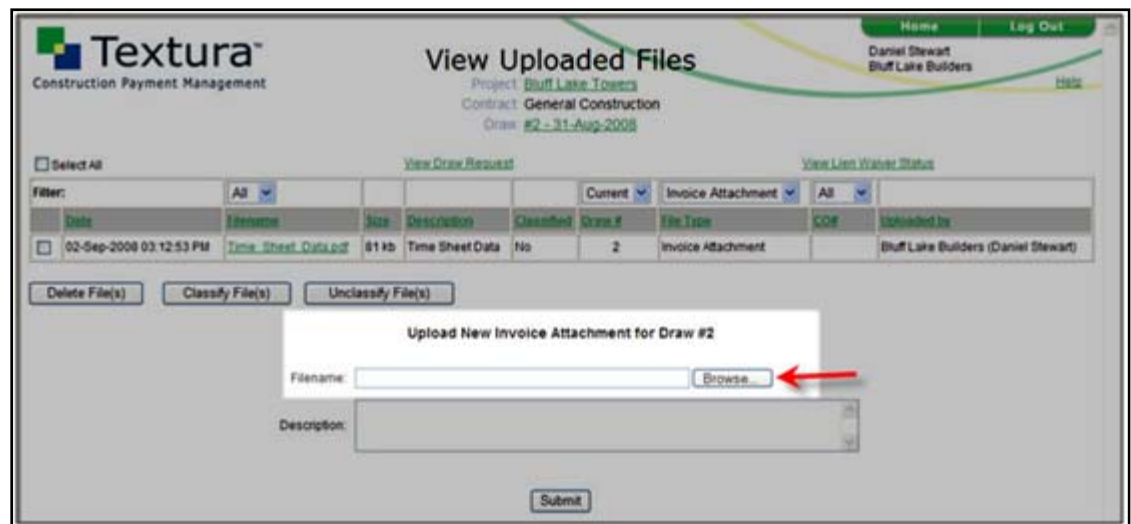 Home Log Out
Textura™
Construction Payment Management
View Uploaded Files
Daniel Stewart
Bluff Lake Builders
Help
Project Bluff Lake Towers
Contract General Construction
Draw #2 - 31-Aug-2008
Select All View Draw Request View Lien Waiver Status
Filter: All Current Invoice Attachment All
Date Filename Size Description Classified Draw # File Type CO# Uploaded by
02-Sep-2008 03:12:53 PM Time_Sheet_Data.pdf 81 kb Time Sheet Data No 2 Invoice Attachment Bluff Lake Builders (Daniel Stewart)
Delete File(s) Classify File(s) Unclassify File(s)
Upload New Invoice Attachment for Draw #2
Filename: Browse...
Description:
Submit